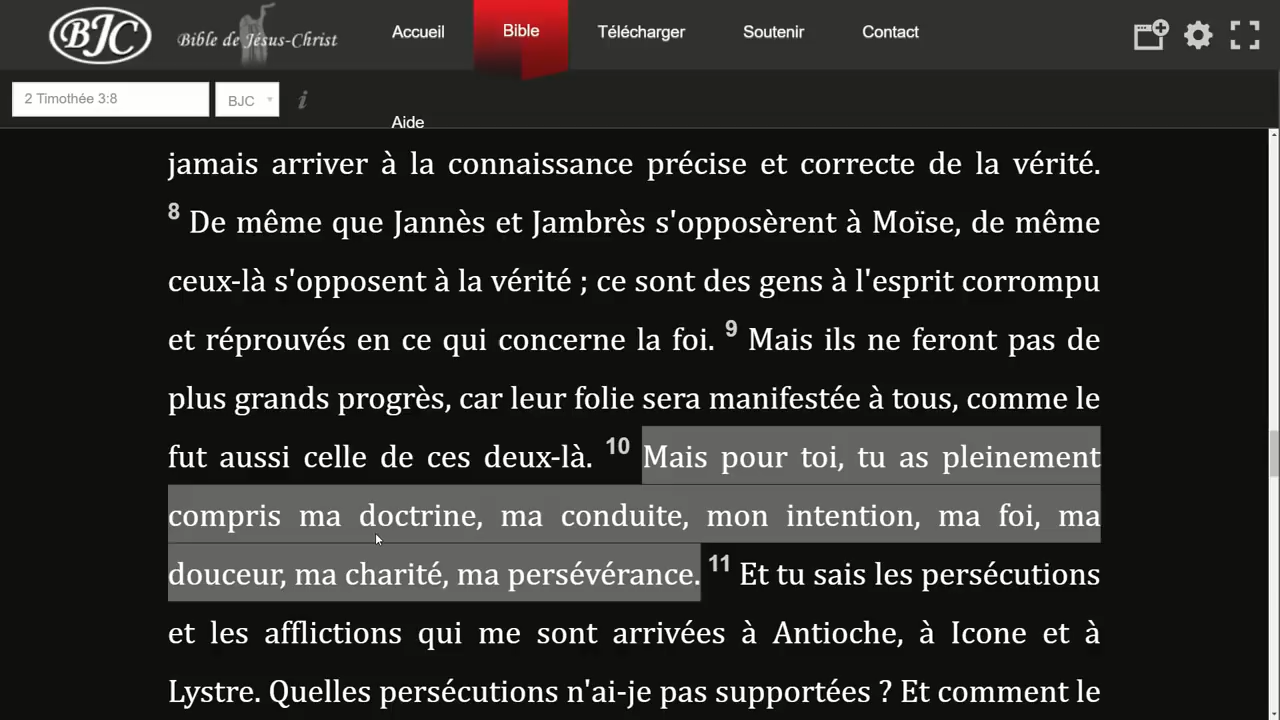 BJC
Bible de Jésus-Christ
Accueil
Bible
Télécharger
Soutenir
Contact
2 Timothée 3:8
BJC
i
Aide
jamais arriver à la connaissance précise et correcte de la vérité.
8 De même que Jannès et Jambrès s'opposèrent à Moïse, de même
ceux-là s'opposent à la vérité ; ce sont des gens à l'esprit corrompu
et réprouvés en ce qui concerne la foi. 9 Mais ils ne feront pas de
plus grands progrès, car leur folie sera manifestée à tous, comme le
fut aussi celle de ces deux-là. 10 Mais pour toi, tu as pleinement
compris ma doctrine, ma conduite, mon intention, ma foi, ma
douceur, ma charité, ma persévérance. 11 Et tu sais les persécutions
et les afflictions qui me sont arrivées à Antioche, à Icone et à
Lystre. Quelles persécutions n'ai-je pas supportées ? Et comment le